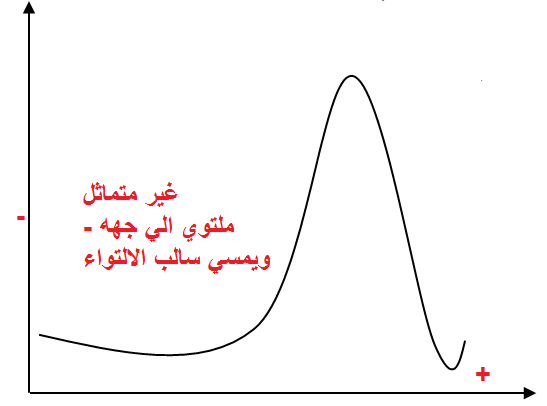 غير متماثل
ملتوي الي جهه -
ويمسي سالب الالتواء
-
+